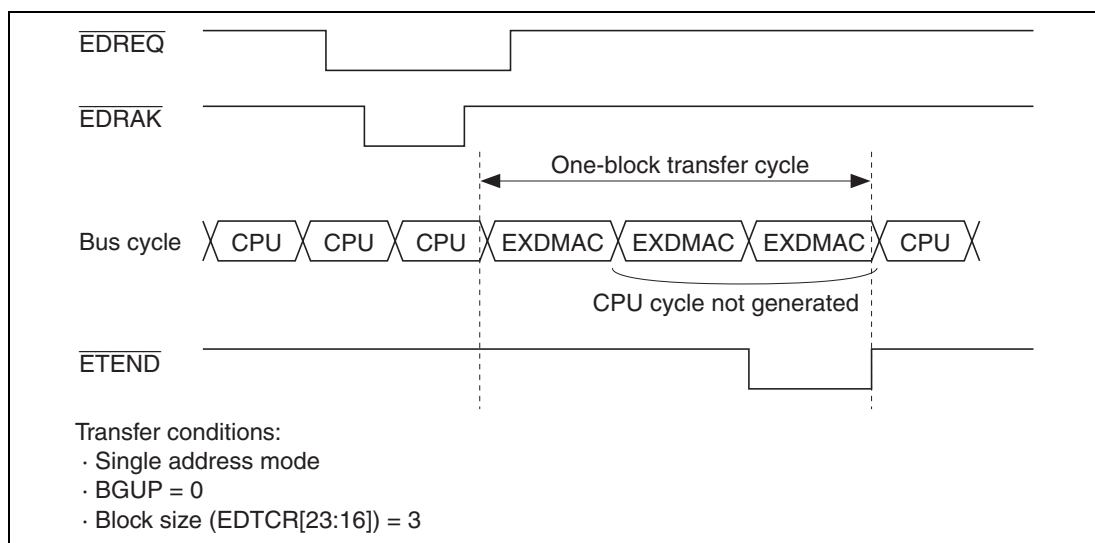 EDREQ
EDRAK
One-block transfer cycle
Bus cycle CPU CPU CPU EXDMAC EXDMAC EXDMAC CPU
CPU cycle not generated
ETEND
Transfer conditions:
· Single address mode
· BGUP = 0
· Block size (EDTCR[23:16]) = 3